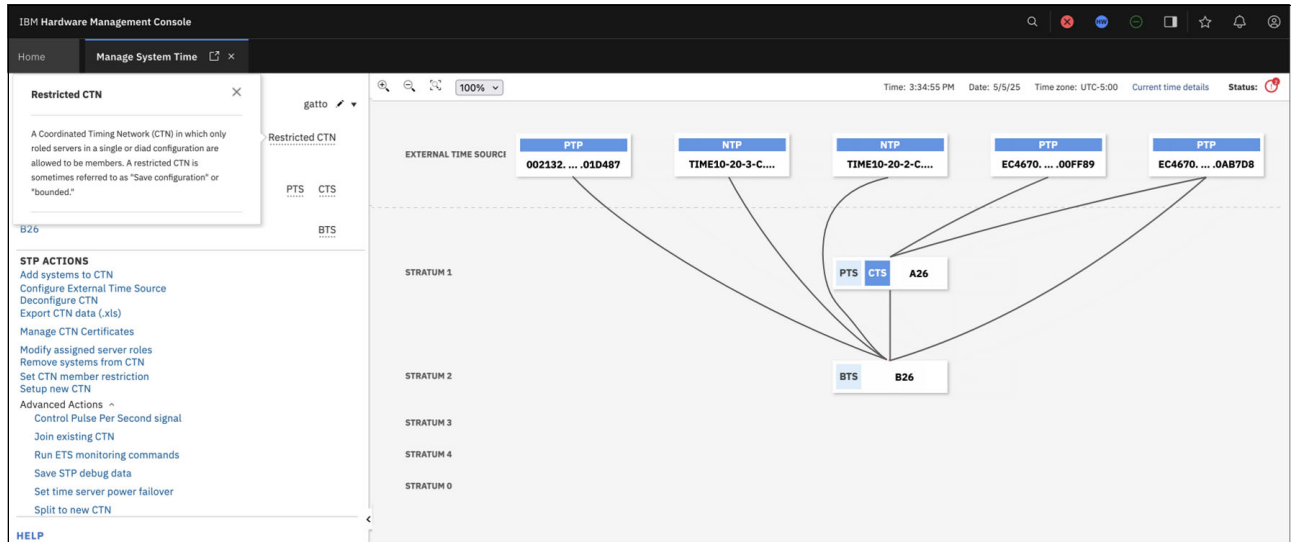 IBM Hardware Management Console
HW
Home
Manage System Time
Restricted CTN
A Coordinated Timing Network (CTN) in which only
roled servers in a single or diad configuration are
allowed to be members. A restricted CTN is
sometimes referred to as "Save configuration" or
"bounded."
gatto
Restricted CTN
PTS CTS
B26
BTS
STP ACTIONS
Add systems to CTN
Configure External Time Source
Deconfigure CTN
Export CTN data (.xls)
Manage CTN Certificates
Modify assigned server roles
Remove systems from CTN
Set CTN member restriction
Setup new CTN
Advanced Actions
Control Pulse Per Second signal
Join existing CTN
Run ETS monitoring commands
Save STP debug data
Set time server power failover
Split to new CTN
HELP
100%
Time: 3:34:55 PM Date: 5/5/25 Time zone: UTC-5:00 Current time details Status:
EXTERNAL TIME SOURCI
PTP
002132. ... .01D487
NTP
TIME10-20-3-C....
NTP
TIME10-20-2-C....
PTP
EC4670. ... .00FF89
PTP
EC4670. ... .0AB7D8
STRATUM 1
PTS CTS A26
STRATUM 2
BTS B26
STRATUM 3
STRATUM 4
STRATUM 0